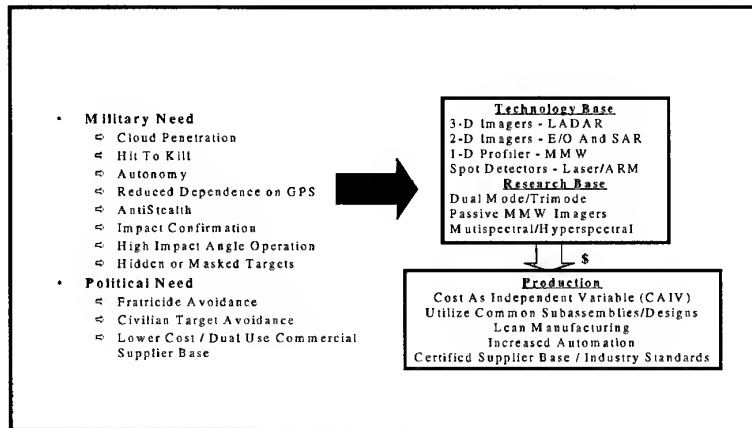 • Military Need
⇨ Cloud Penetration
⇨ Hit To Kill
⇨ Autonomy
⇨ Reduced Dependence on GPS
⇨ AntiStealth
⇨ Impact Confirmation
⇨ High Impact Angle Operation
⇨ Hidden or Masked Targets
• Political Need
⇨ Fratricide Avoidance
⇨ Civilian Target Avoidance
⇨ Lower Cost / Dual Use Commercial
Supplier Base
Technology Base
3-D Imagers - LADAR
2-D Imagers - E/O And SAR
1-D Profiler - MMW
Spot Detectors - Laser/ARM
Research Base
Dual Mode/Trimode
Passive MMW Imagers
Mutispectral/Hyperspectral
$
Production
Cost As Independent Variable (CAIV)
Utilize Common Subassemblies/Designs
Lean Manufacturing
Increased Automation
Certified Supplier Base / Industry Standards